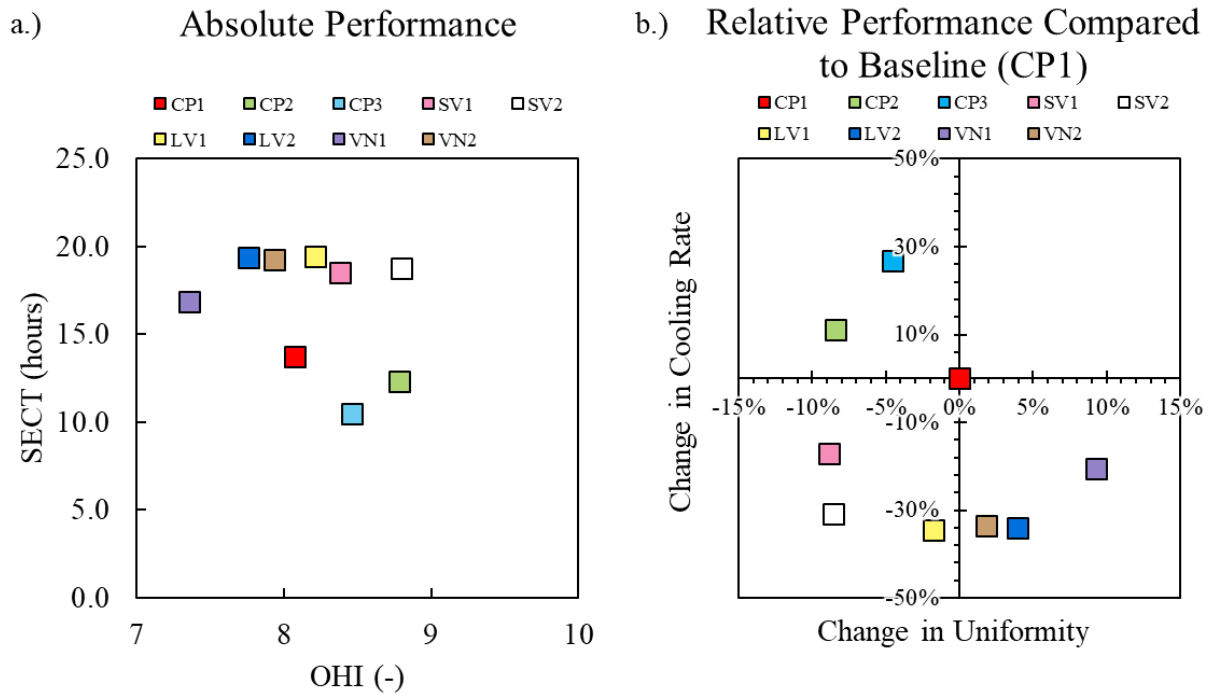 a.)
Absolute Performance
CP1 CP2 CP3 SV1 SV2
LV1 LV2 VN1 VN2
25.0
20.0
15.0
10.0
5.0
0.0
SECT (hours)
7 8 9 10
OHI (-)
b.)
Relative Performance Compared
to Baseline (CP1)
CP1 CP2 CP3 SV1 SV2
LV1 LV2 VN1 VN2
50%
30%
10%
-15% -10% -5% 0% 5% 10% 15%
-10%
-30%
-50%
Change in Cooling Rate
Change in Uniformity